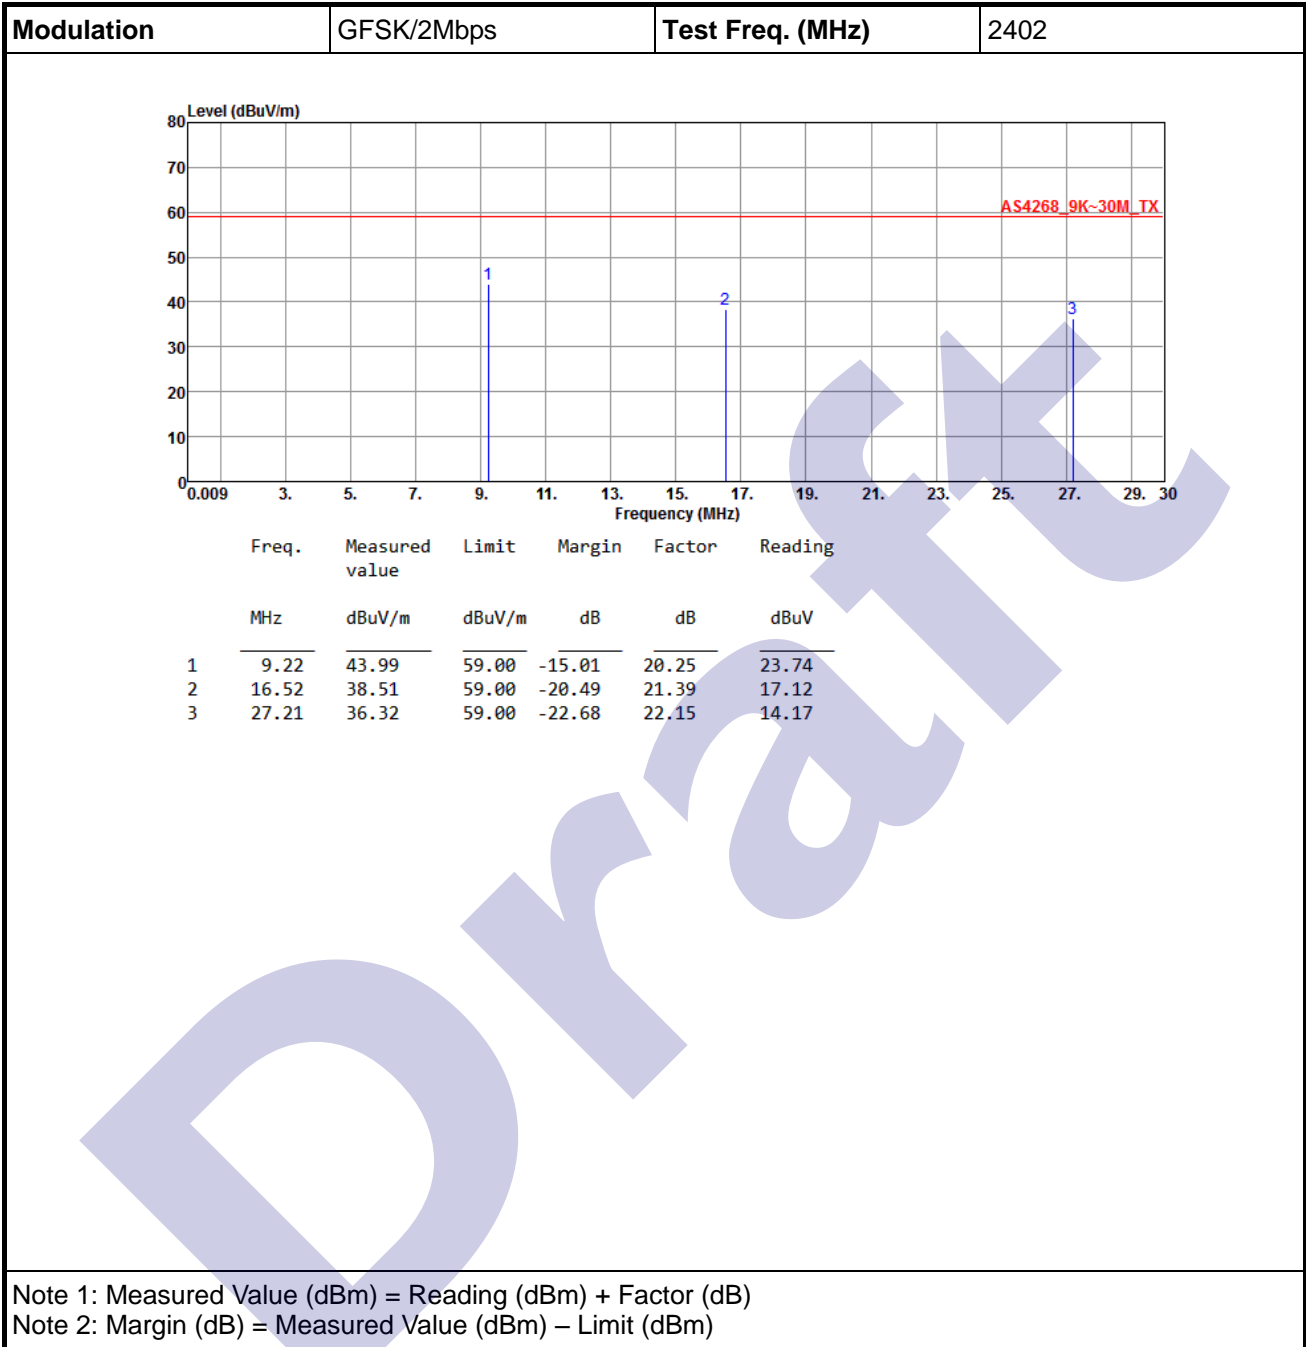 Modulation GFSK/2Mbps Test Freq. (MHz) 2402
Level (dBuV/m)
80
70
60
50
40
30
20
10
0
AS4268_9K~30M_TX
1
2
3
0.009 3. 5. 7. 9. 11. 13. 15. 17. 19. 21. 23. 25. 27. 29. 30
Frequency (MHz)
Freq. Measured Limit Margin Factor Reading
value
MHz dBuV/m dBuV/m dB dB dBuV
1 9.22 43.99 59.00 -15.01 20.25 23.74
2 16.52 38.51 59.00 -20.49 21.39 17.12
3 27.21 36.32 59.00 -22.68 22.15 14.17
Draft
Note 1: Measured Value (dBm) = Reading (dBm) + Factor (dB)
Note 2: Margin (dB) = Measured Value (dBm) – Limit (dBm)